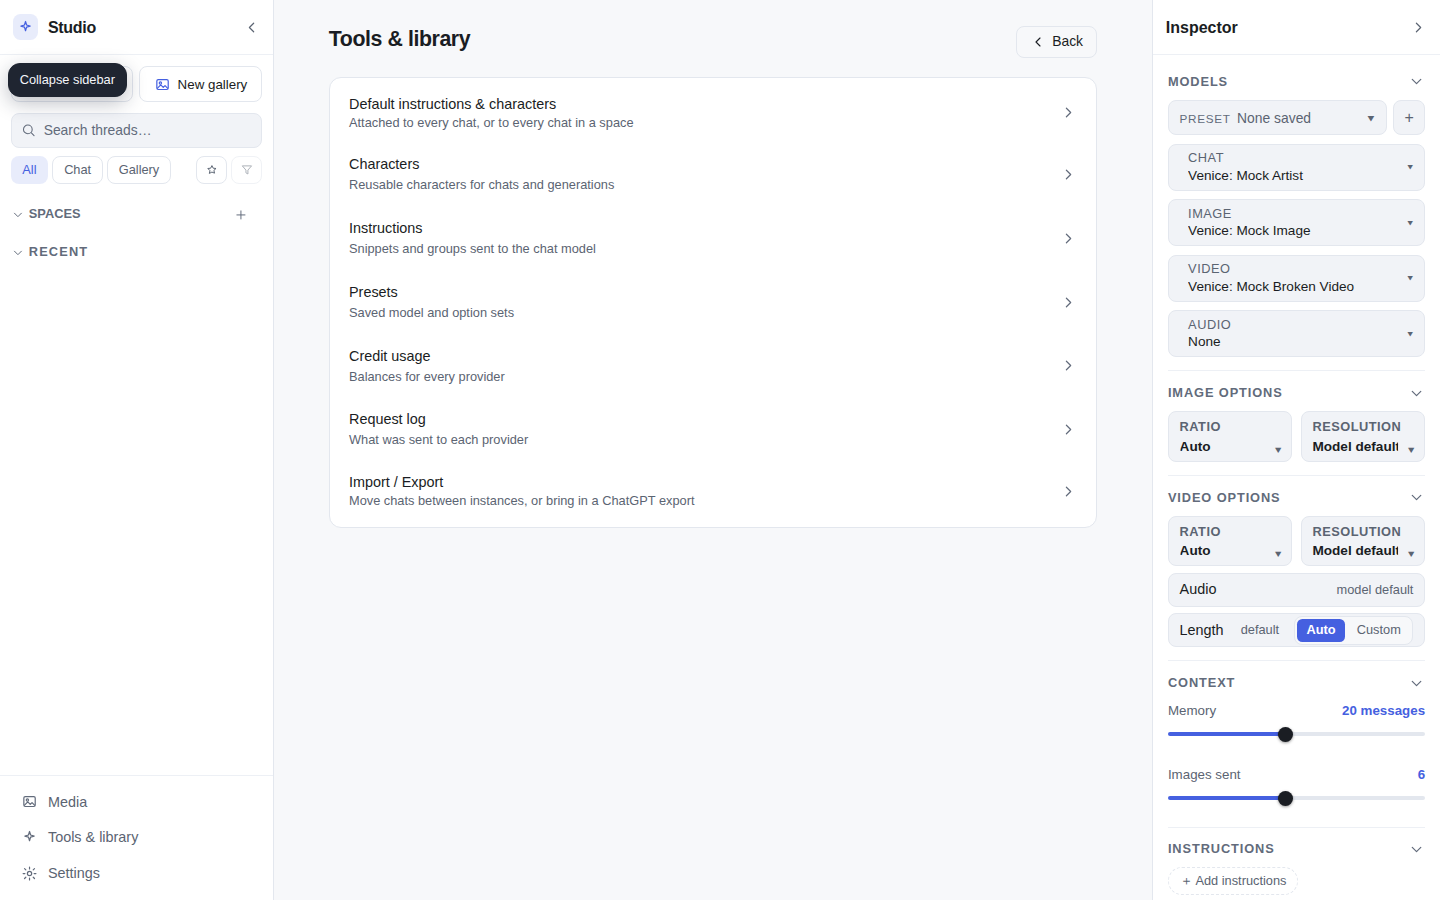 Studio
Collapse sidebar
New gallery
Search threads…
All
Chat
Gallery
SPACES
RECENT
Media
Tools & library
Settings
Tools & library
Back
Default instructions & characters
Attached to every chat, or to every chat in a space
Characters
Reusable characters for chats and generations
Instructions
Snippets and groups sent to the chat model
Presets
Saved model and option sets
Credit usage
Balances for every provider
Request log
What was sent to each provider
Import / Export
Move chats between instances, or bring in a ChatGPT export
Inspector
MODELS
PRESET None saved
+
CHAT
Venice: Mock Artist
IMAGE
Venice: Mock Image
VIDEO
Venice: Mock Broken Video
AUDIO
None
IMAGE OPTIONS
RATIO
Auto
RESOLUTION
Model default
VIDEO OPTIONS
RATIO
Auto
RESOLUTION
Model default
Audio model default
Length default Auto Custom
CONTEXT
Memory 20 messages
Images sent 6
INSTRUCTIONS
+ Add instructions